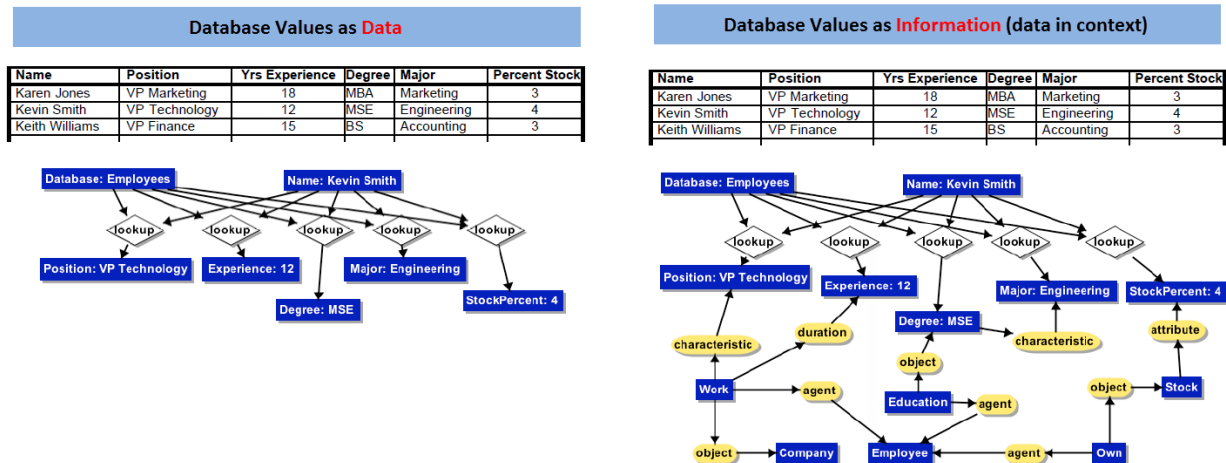 Database Values as Data
Name Position Yrs Experience Degree Major Percent Stock
Karen Jones VP Marketing 18 MBA Marketing 3
Kevin Smith VP Technology 12 MSE Engineering 4
Keith Williams VP Finance 15 BS Accounting 3
Database: Employees Name: Kevin Smith
lookup lookup lookup lookup lookup
Position: VP Technology Experience: 12 Major: Engineering
StockPercent: 4
Degree: MSE
Database Values as Information (data in context)
Name Position Yrs Experience Degree Major Percent Stock
Karen Jones VP Marketing 18 MBA Marketing 3
Kevin Smith VP Technology 12 MSE Engineering 4
Keith Williams VP Finance 15 BS Accounting 3
Database: Employees Name: Kevin Smith
lookup lookup lookup lookup lookup
Position: VP Technology Experience: 12 Major: Engineering StockPercent: 4
Degree: MSE
duration attribute
characteristic characteristic
object
Work agent Education agent object Stock
object Company Employee agent Own